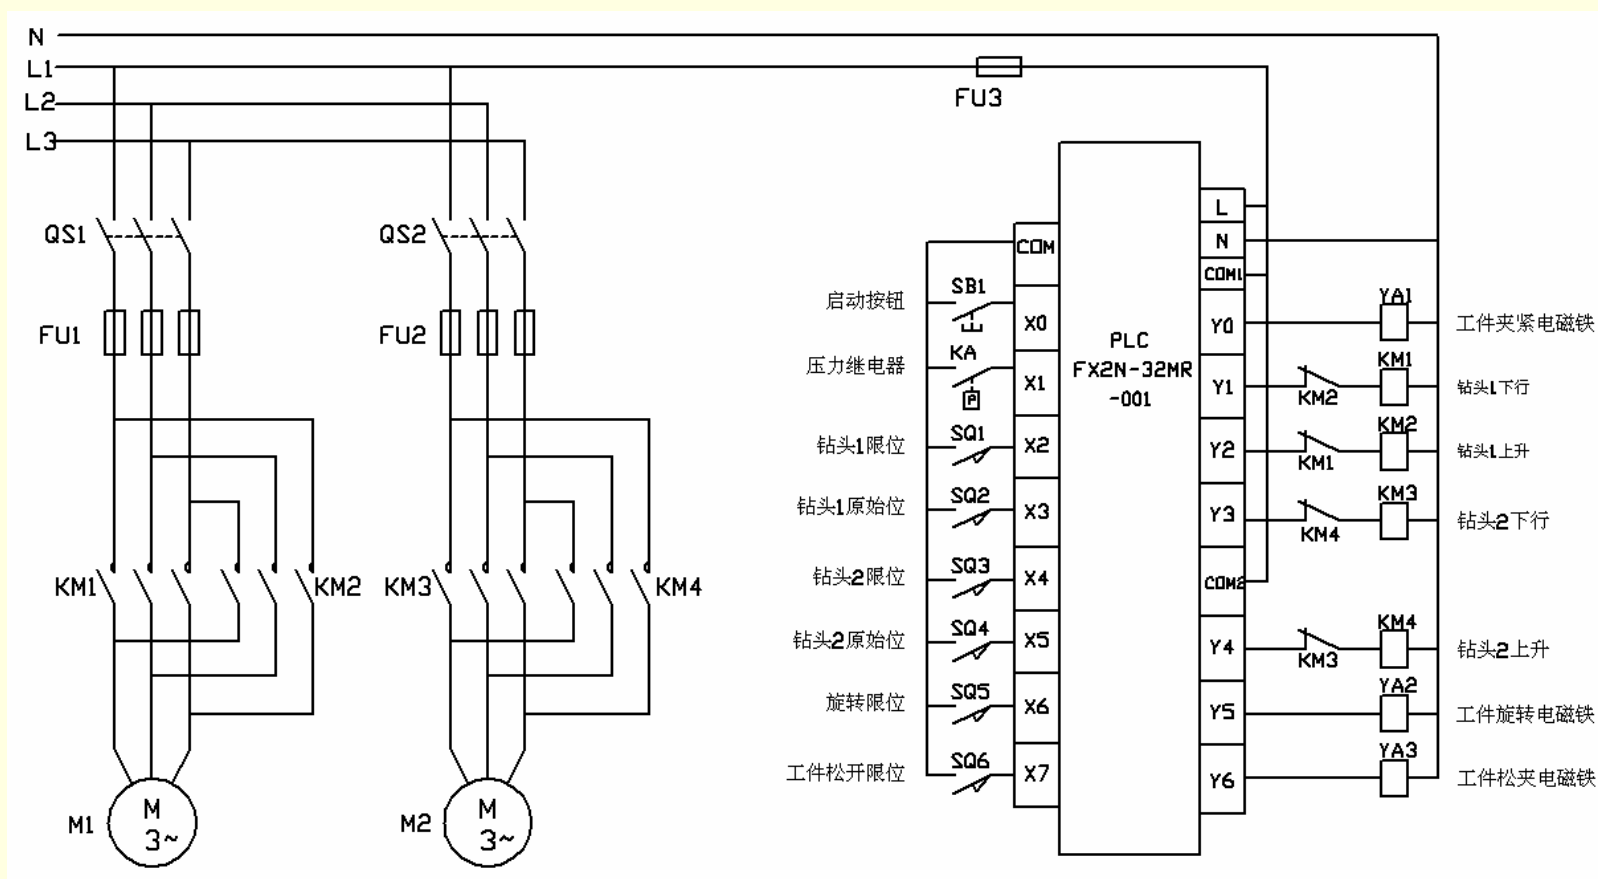 N
L1
L2
L3
FU3
QS1
QS2
FU1
FU2
KM1
KM2
KM3
KM4
M1
M
3~
M2
M
3~
启动按钮
压力继电器
钻头1限位
钻头1原始位
钻头2限位
钻头2原始位
旋转限位
工件松开限位
SB1
KA
P
SQ1
SQ2
SQ3
SQ4
SQ5
SQ6
COM
X0
X1
X2
X3
X4
X5
X6
X7
PLC
FX2N-32MR
-001
L
N
COM1
Y0
Y1
Y2
Y3
COM2
Y4
Y5
Y6
KM2
KM1
KM4
KM3
YA1
KM1
KM2
KM3
KM4
YA2
YA3
工件夹紧电磁铁
钻头1下行
钻头1上升
钻头2下行
钻头2上升
工件旋转电磁铁
工件松夹电磁铁